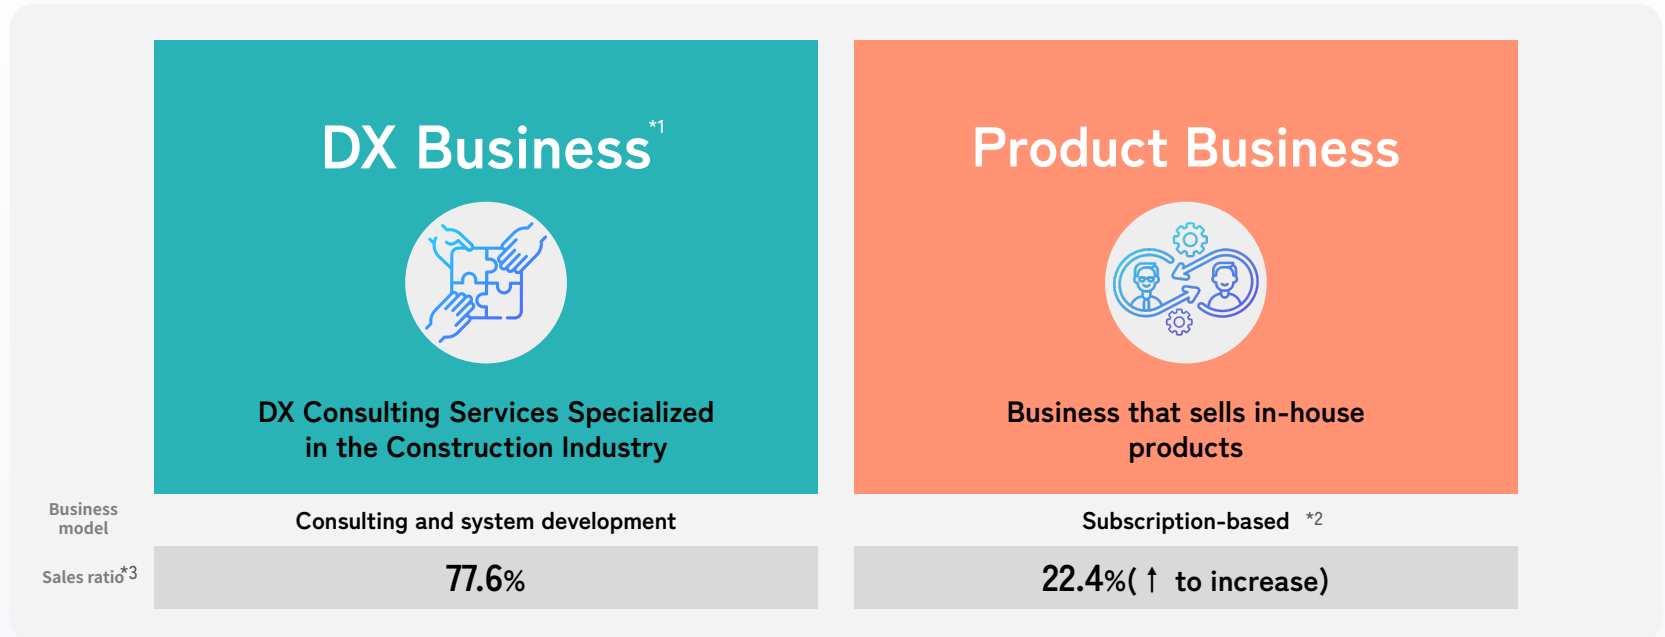 DX Business*1
Product Business
DX Consulting Services Specialized
in the Construction Industry
Business that sells in-house
products
Business
model
Consulting and system development
Subscription-based *2
Sales ratio*3
77.6%
22.4%(↑ to increase)